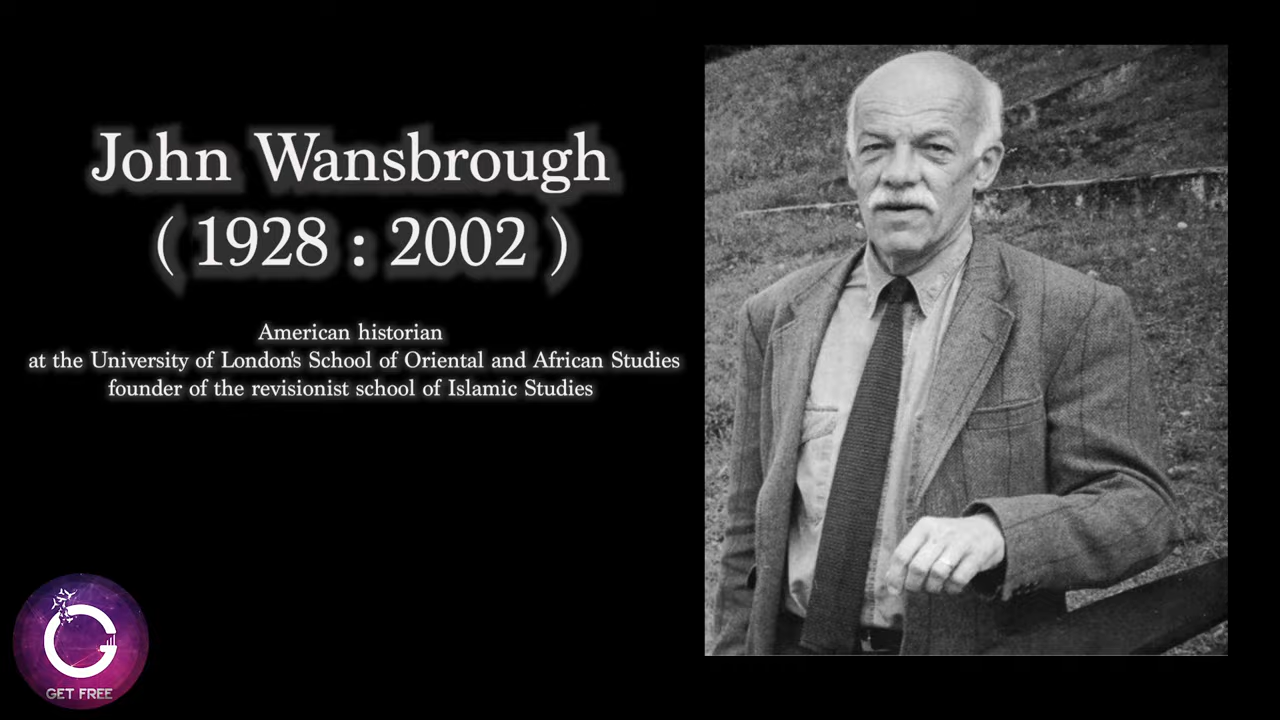 John Wansbrough
( 1928 : 2002 )
American historian
at the University of London's School of Oriental and African Studies
founder of the revisionist school of Islamic Studies
GET FREE